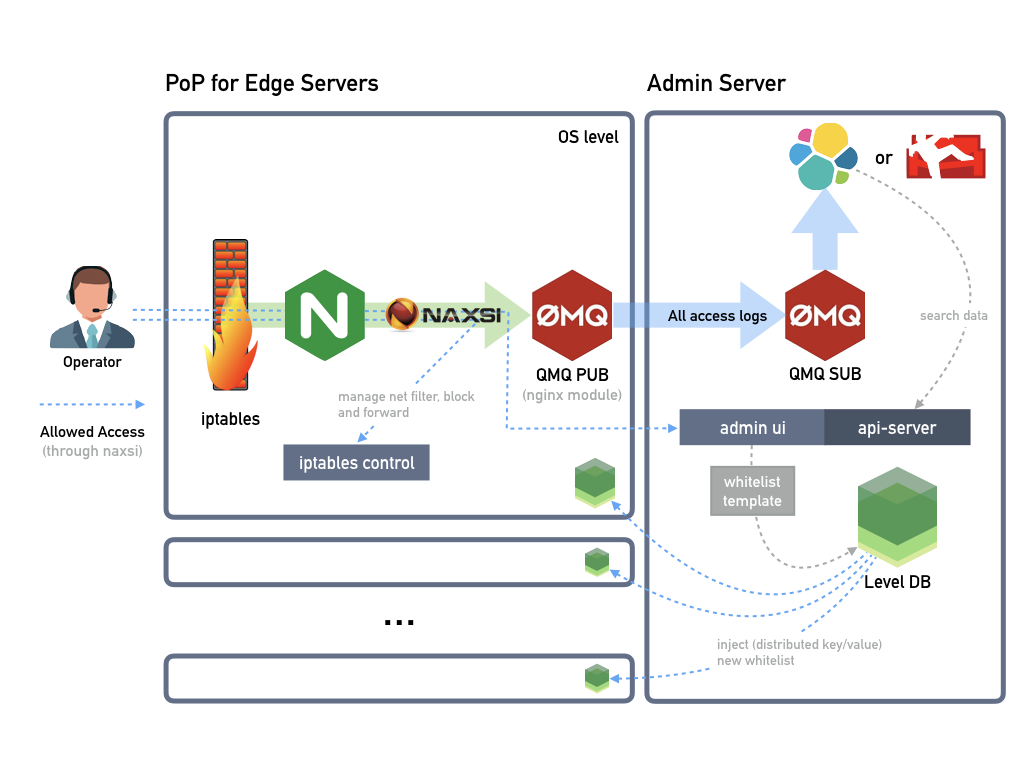 PoP for Edge Servers
Admin Server
OS level
or
N
NAXSI
ØMQ
All access logs
ØMQ
search data
Operator
QMQ PUB
(nginx module)
QMQ SUB
manage net filter, block
and forward
iptables
Allowed Access
(through naxsi)
admin ui
api-server
iptables control
whitelist
template
Level DB
...
inject (distributed key/value)
new whitelist